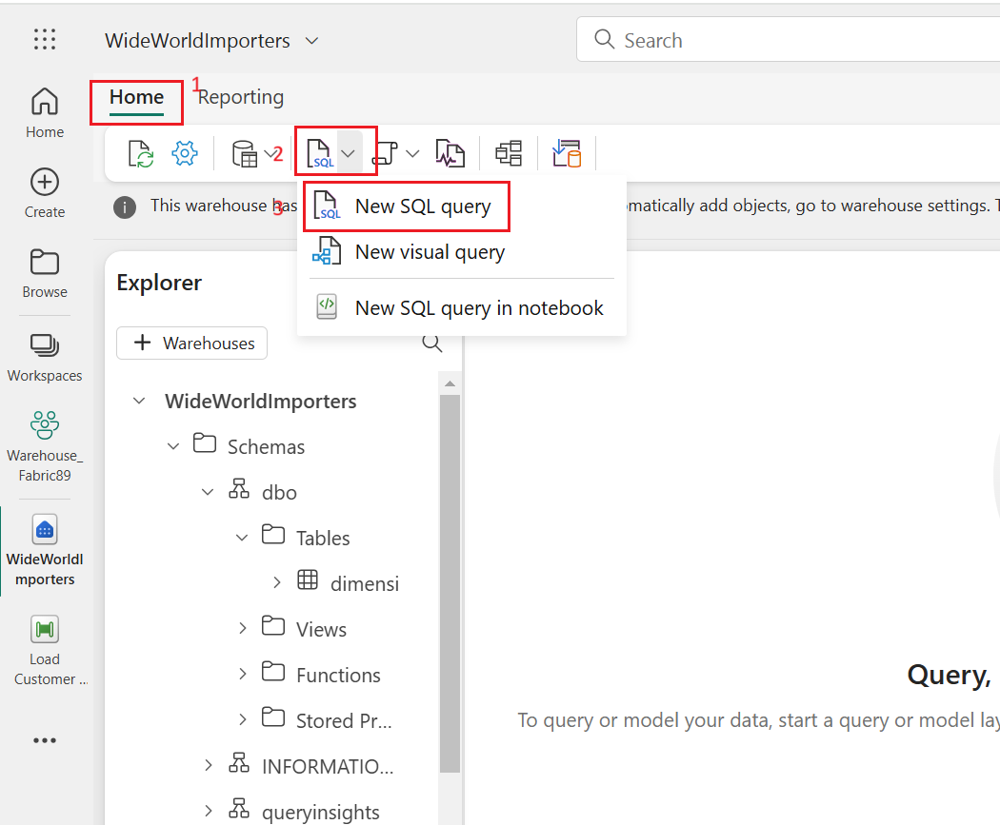 WideWorldImporters
Search
Home
Create
Browse
Workspaces
Warehouse_
Fabric89
WideWorldI
mporters
Load
Customer ...
Home
1
Reporting
2
SQL
This warehouse has
3
matically add objects, go to warehouse settings. T
SQL
New SQL query
New visual query
New SQL query in notebook
Explorer
+ Warehouses
WideWorldImporters
Schemas
dbo
Tables
dimensi
Views
Functions
Stored Pr...
INFORMATIO...
queryinsights
Query,
To query or model your data, start a query or model lay